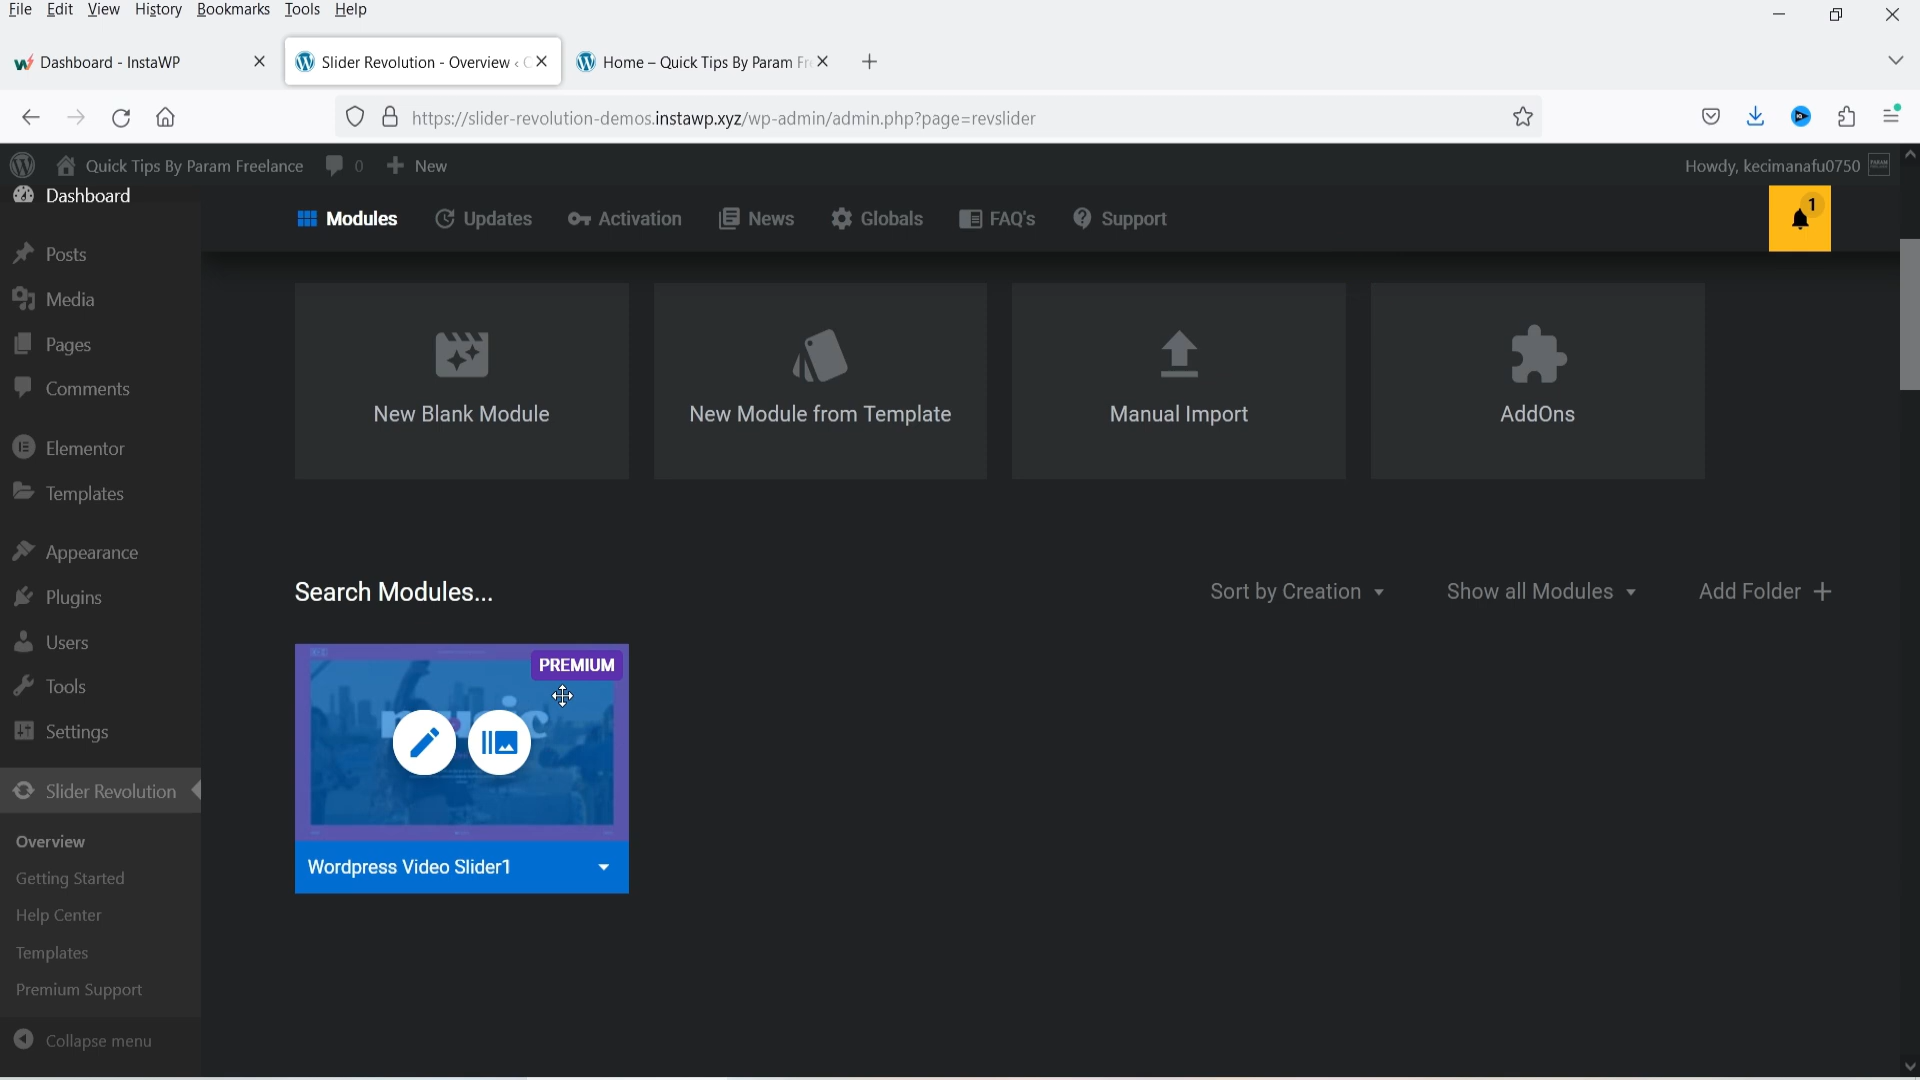 File Edit View History Bookmarks Tools Help
Dashboard - InstaWP
Slider Revolution - Overview ‹
Home – Quick Tips By Param Fr
https://slider-revolution-demos.instawp.xyz/wp-admin/admin.php?page=revslider
Quick Tips By Param Freelance 0 New
Howdy, kecimanafu0750
Dashboard
Posts
Media
Pages
Comments
Elementor
Templates
Appearance
Plugins
Users
Tools
Settings
Slider Revolution
Overview
Getting Started
Help Center
Templates
Premium Support
Collapse menu
Modules Updates Activation News Globals FAQ's Support
1
New Blank Module
New Module from Template
Manual Import
AddOns
Search Modules...
Sort by Creation
Show all Modules
Add Folder
PREMIUM
music
Wordpress Video Slider1